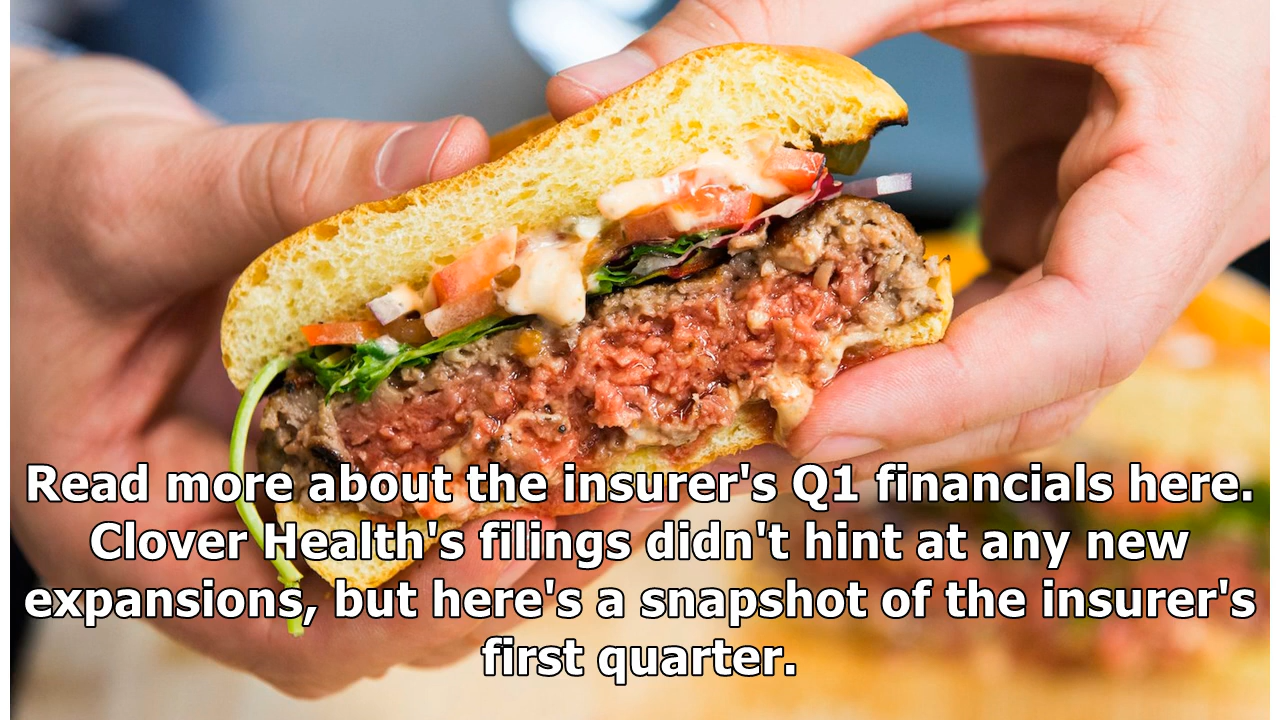 Read more about the insurer's Q1 financials here.
Clover Health's filings didn't hint at any new
expansions, but here's a snapshot of the insurer's
first quarter.